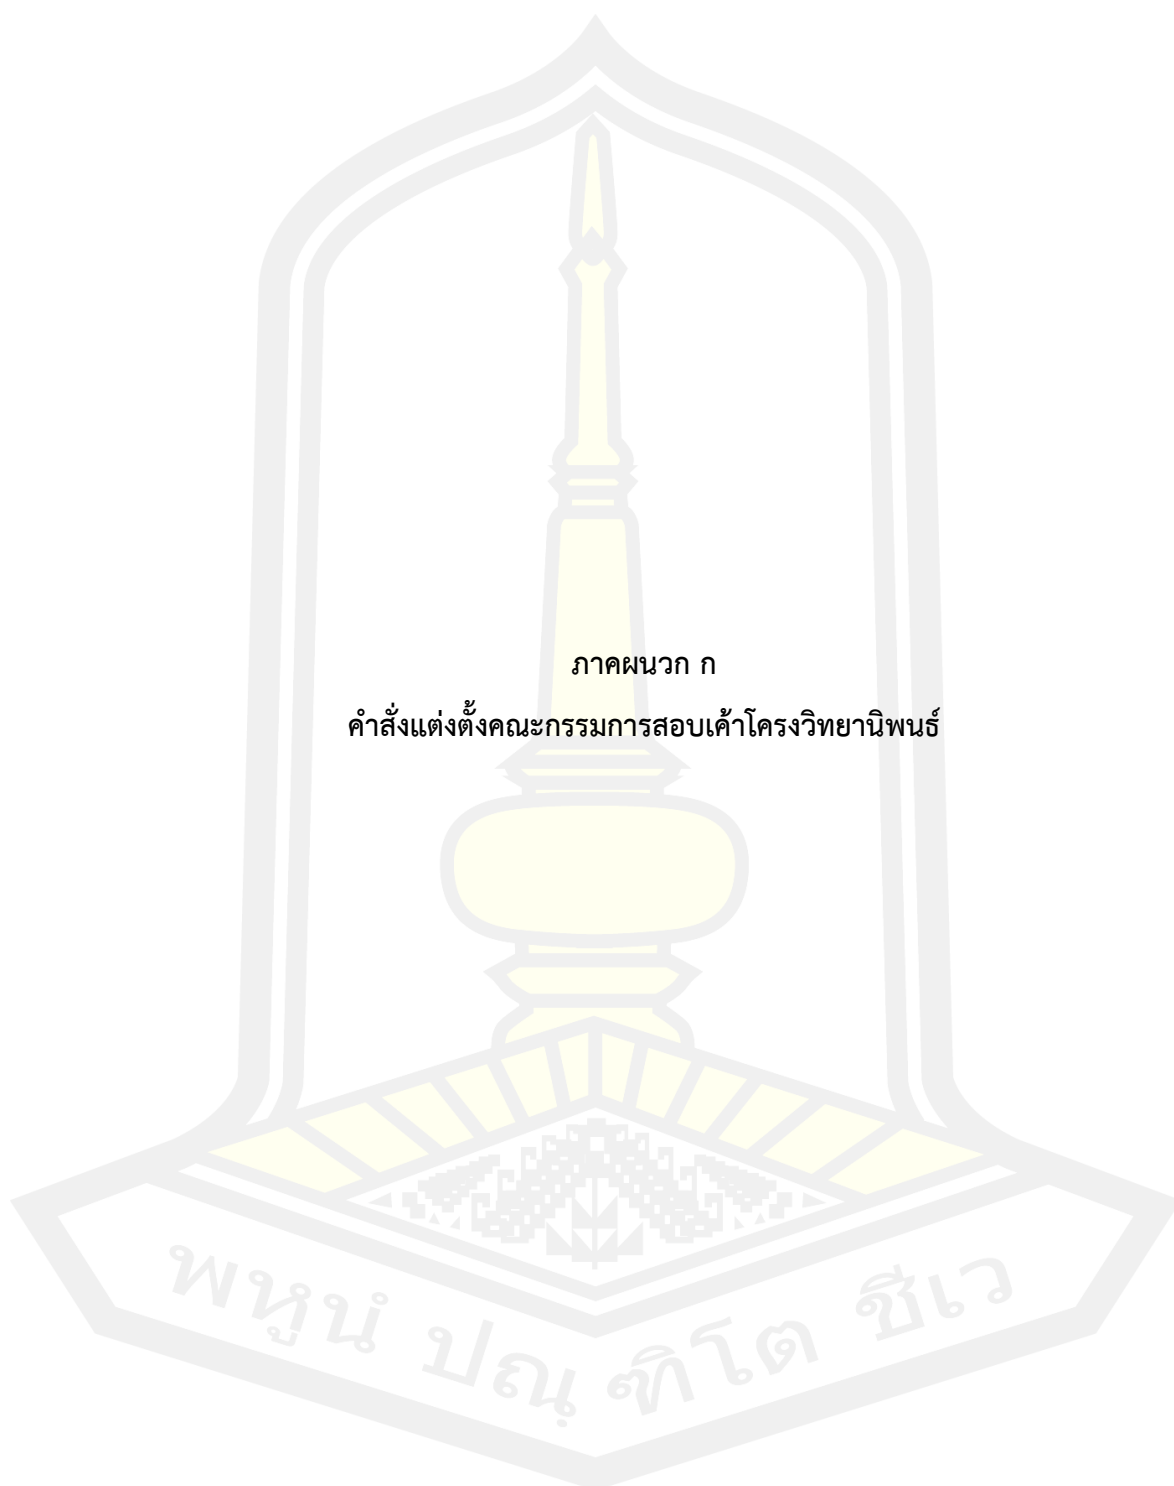 ภาคผนวก ก
คำสั่งแต่งตั้งคณะกรรมการสอบเค้าโครงวิทยานิพนธ์
พหูนํ ปณฺฑิโต ชีเว